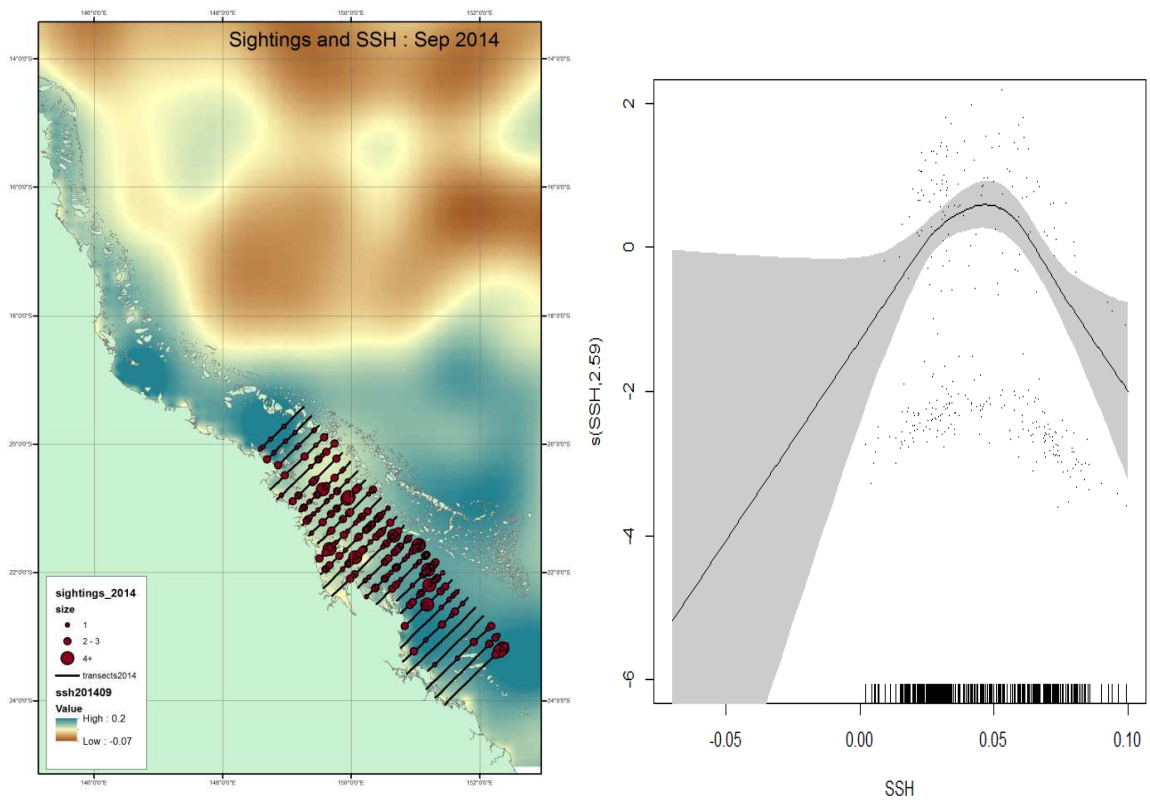 146°0'0"E 148°0'0"E 150°0'0"E 152°0'0"E
Sightings and SSH : Sep 2014
14°0'0"S 14°0'0"S
16°0'0"S 16°0'0"S
18°0'0"S 18°0'0"S
20°0'0"S 20°0'0"S
22°0'0"S 22°0'0"S
24°0'0"S 24°0'0"S
sightings_2014
size
1
2 - 3
4+
transects2014
ssh201409
Value
High : 0.2
Low : -0.07
146°0'0"E 148°0'0"E 150°0'0"E 152°0'0"E
s(SSH,2.59)
2
0
-2
-4
-6
-0.05 0.00 0.05 0.10
SSH